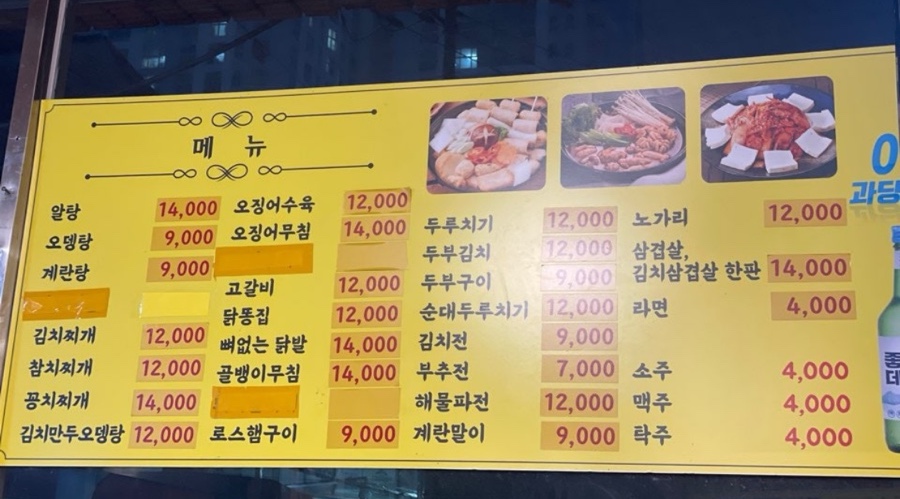 메 뉴
알탕 14,000
오뎅탕 9,000
계란탕 9,000
김치찌개 12,000
참치찌개 12,000
꽁치찌개 14,000
김치만두오뎅탕 12,000
오징어수육 12,000
오징어무침 14,000
고갈비 12,000
닭똥집 12,000
뼈없는 닭발 14,000
골뱅이무침 14,000
로스햄구이 9,000
두루치기 12,000
두부김치 12,000
두부구이 9,000
순대두루치기 12,000
김치전 9,000
부추전 7,000
해물파전 12,000
계란말이 9,000
노가리 12,000
삼겹살,
김치삼겹살 한판 14,000
라면 4,000
소주 4,000
맥주 4,000
탁주 4,000
과당
좋
데